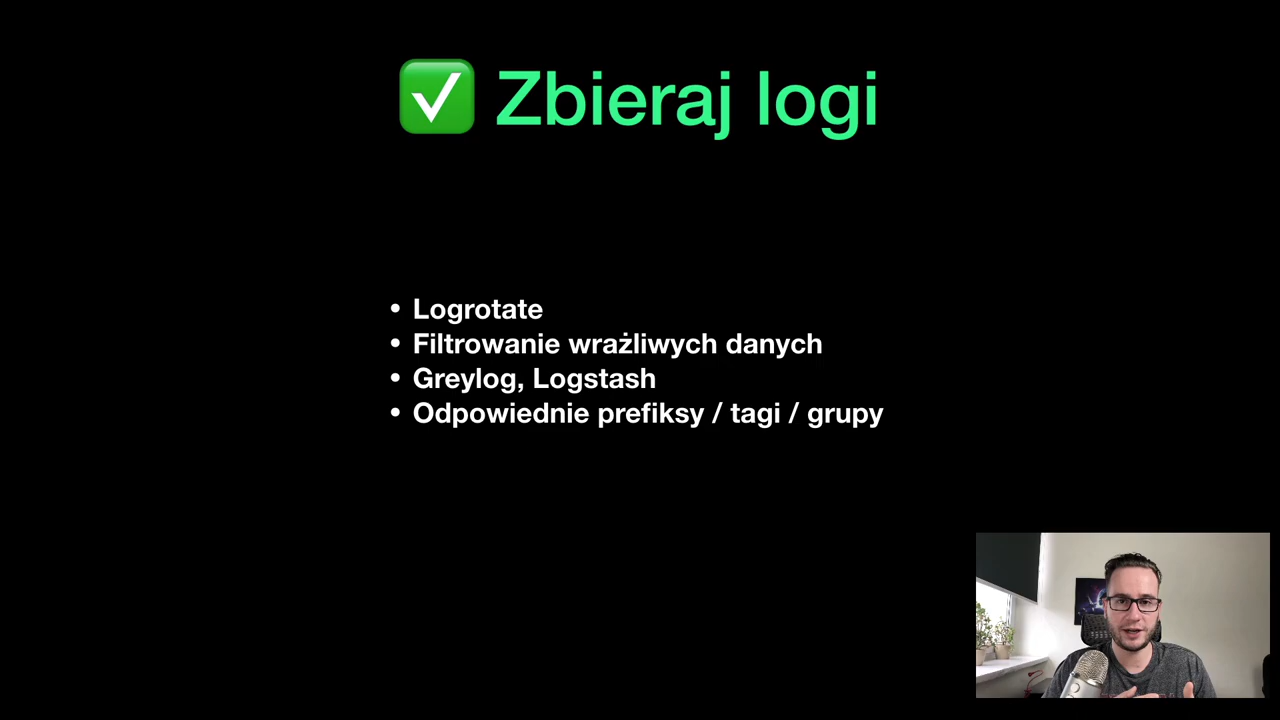 ✅ Zbieraj logi
• Logrotate
• Filtrowanie wrażliwych danych
• Greylog, Logstash
• Odpowiednie prefiksy / tagi / grupy